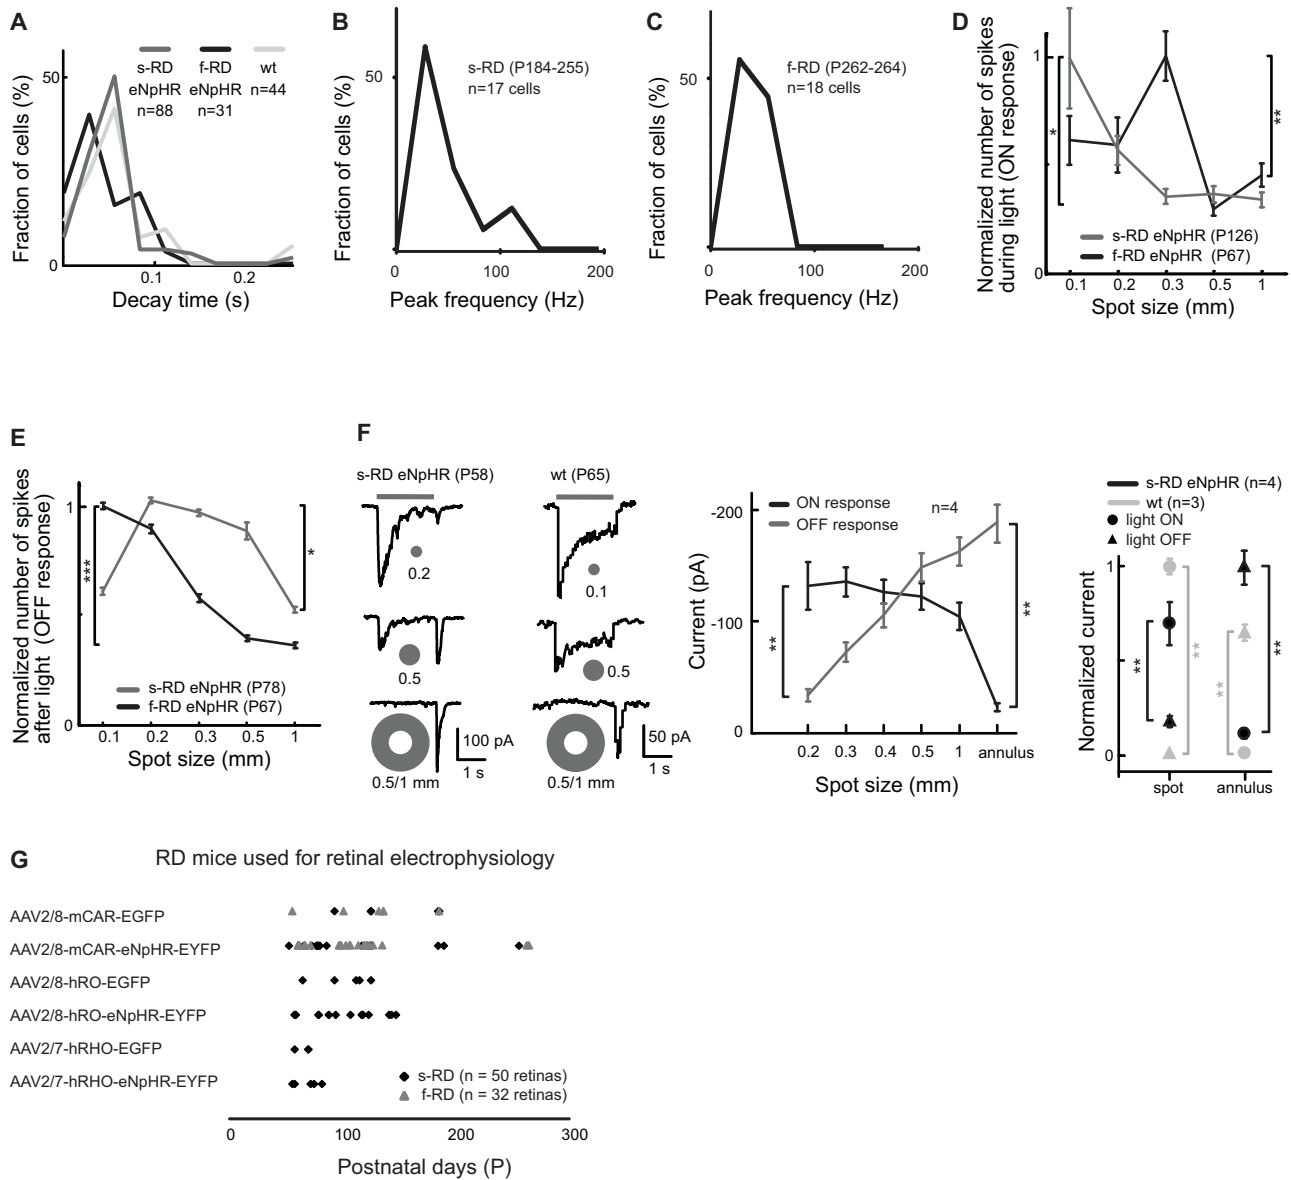 A
s-RD
eNpHR
n=88
f-RD
eNpHR
n=31
wt
n=44
Fraction of cells (%)
50
0
0.1
0.2
Decay time (s)
B
s-RD (P184-255)
n=17 cells
Fraction of cells (%)
50
0
0
100
200
Peak frequency (Hz)
C
f-RD (P262-264)
n=18 cells
Fraction of cells (%)
50
0
0
100
200
Peak frequency (Hz)
D
Normalized number of spikes
during light (ON response)
1
0
*
**
s-RD eNpHR (P126)
f-RD eNpHR (P67)
0.1
0.2
0.3
0.5
1
Spot size (mm)
E
Normalized number of spikes
after light (OFF response)
1
0
***
*
s-RD eNpHR (P78)
f-RD eNpHR (P67)
0.1
0.2
0.3
0.5
1
Spot size (mm)
F
s-RD eNpHR (P58)
wt (P65)
0.2
0.1
0.5
0.5
100 pA
1 s
0.5/1 mm
50 pA
1 s
0.5/1 mm
ON response
OFF response
n=4
Current (pA)
-200
-100
0
**
**
0.2
0.3
0.4
0.5
1
annulus
Spot size (mm)
s-RD eNpHR (n=4)
wt (n=3)
light ON
light OFF
Normalized current
1
0
**
**
**
**
spot
annulus
G
RD mice used for retinal electrophysiology
AAV2/8-mCAR-EGFP
AAV2/8-mCAR-eNpHR-EYFP
AAV2/8-hRO-EGFP
AAV2/8-hRO-eNpHR-EYFP
AAV2/7-hRHO-EGFP
AAV2/7-hRHO-eNpHR-EYFP
s-RD (n = 50 retinas)
f-RD (n = 32 retinas)
0
100
200
300
Postnatal days (P)